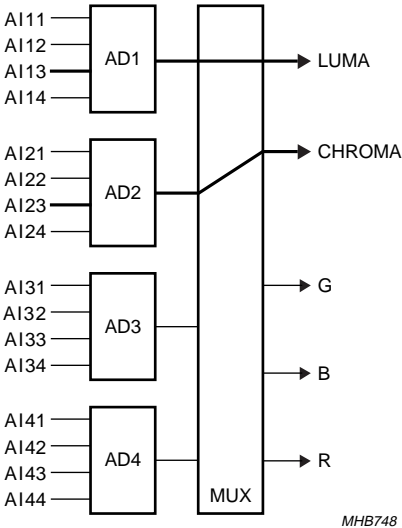 AI11
AI12
AI13
AI14
AD1
LUMA
AI21
AI22
AI23
AI24
AD2
CHROMA
AI31
AI32
AI33
AI34
AD3
G
B
AI41
AI42
AI43
AI44
AD4
R
MUX
MHB748